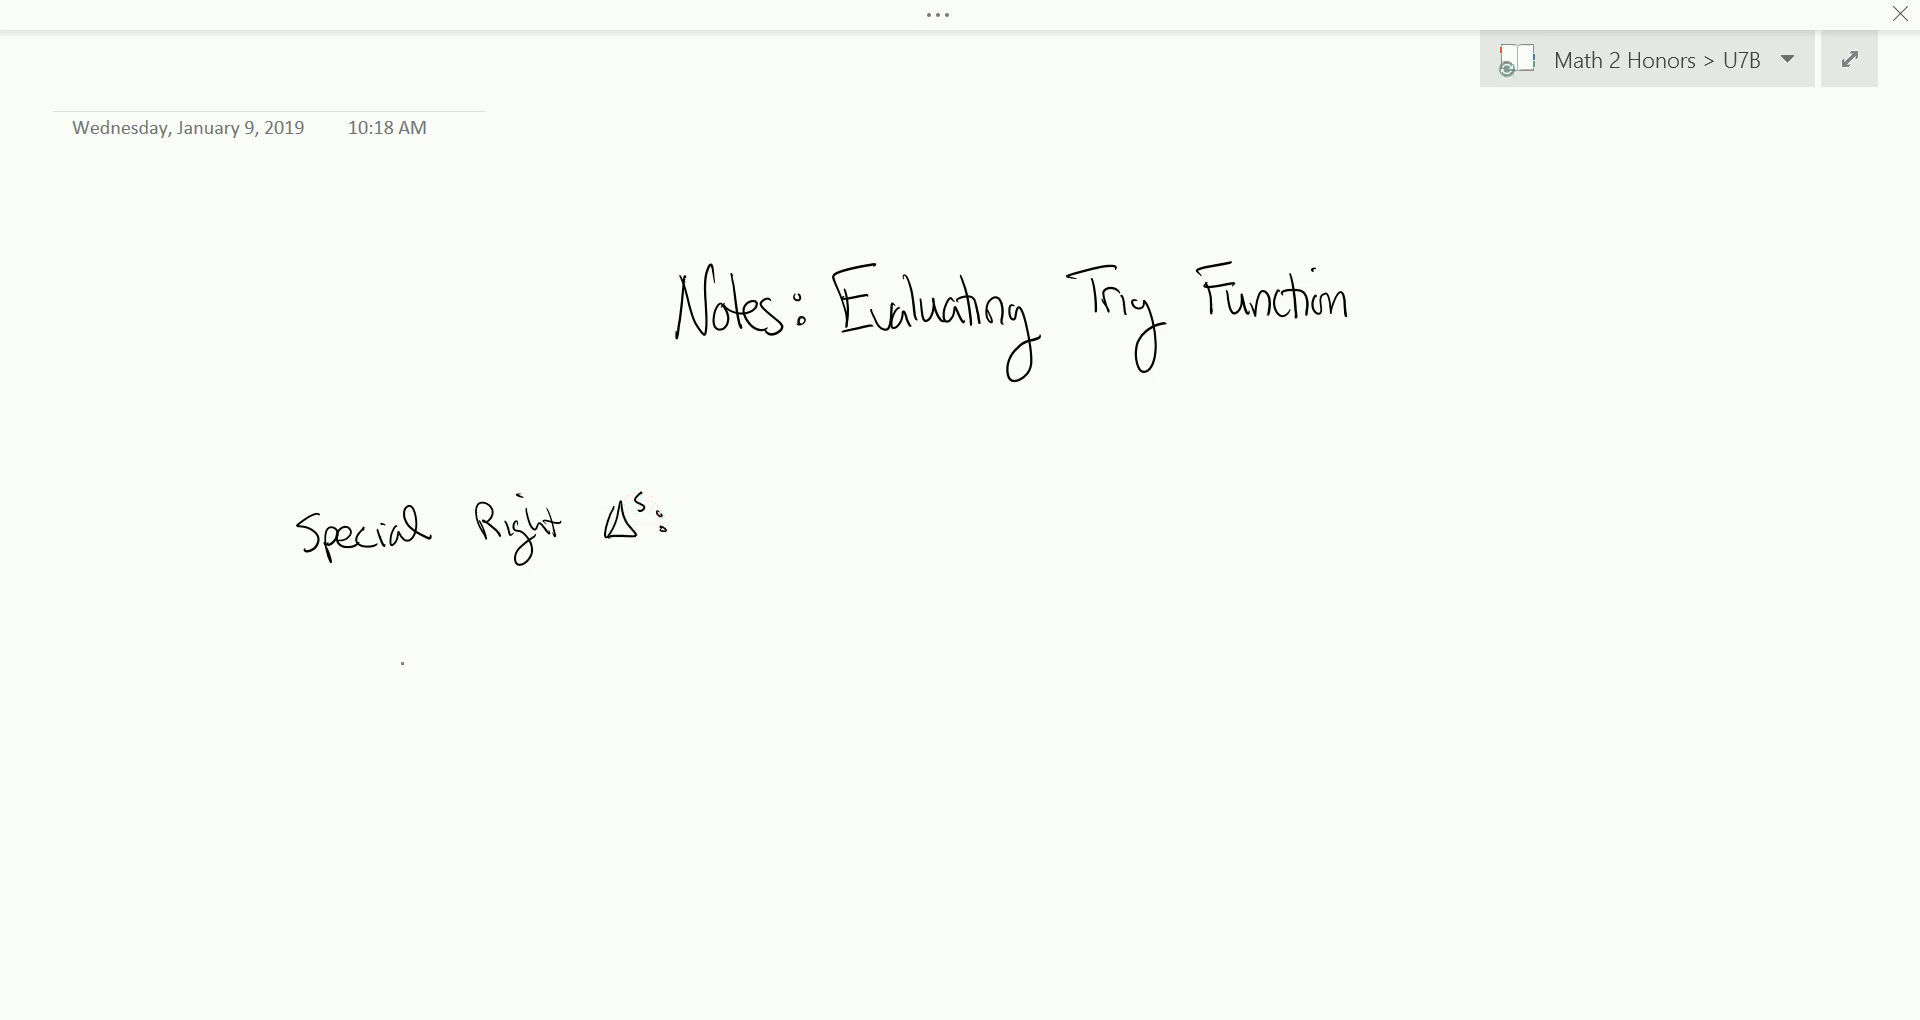 Math 2 Honors > U7B
Wednesday, January 9, 2019 10:18 AM
Notes: Evaluating Trig Function
Special Right Δs: